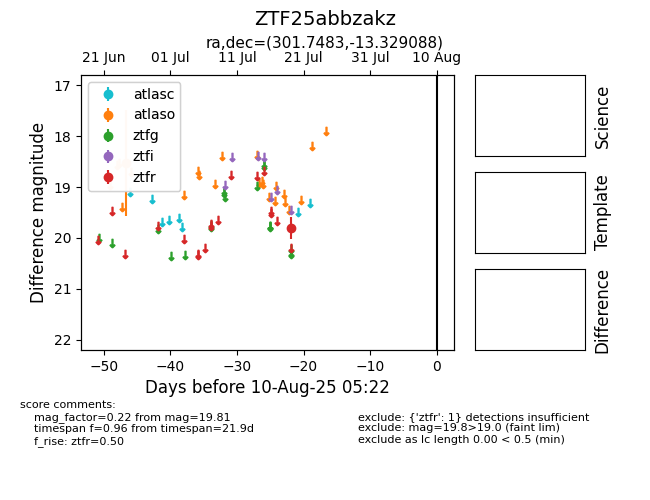 ZTF25abbzakz
ra,dec=(301.7483,-13.329088)
21 Jun 01 Jul 11 Jul 21 Jul 31 Jul 10 Aug
atlasc
atlaso
ztfg
ztfi
ztfr
17
18
19
20
21
22
Difference magnitude
−50 −40 −30 −20 −10 0
Days before 10-Aug-25 05:22
Science
Template
Difference
score comments:
mag_factor=0.22 from mag=19.81
timespan f=0.96 from timespan=21.9d
f_rise: ztfr=0.50
exclude: {'ztfr': 1} detections insufficient
exclude: mag=19.8>19.0 (faint lim)
exclude as lc length 0.00 < 0.5 (min)